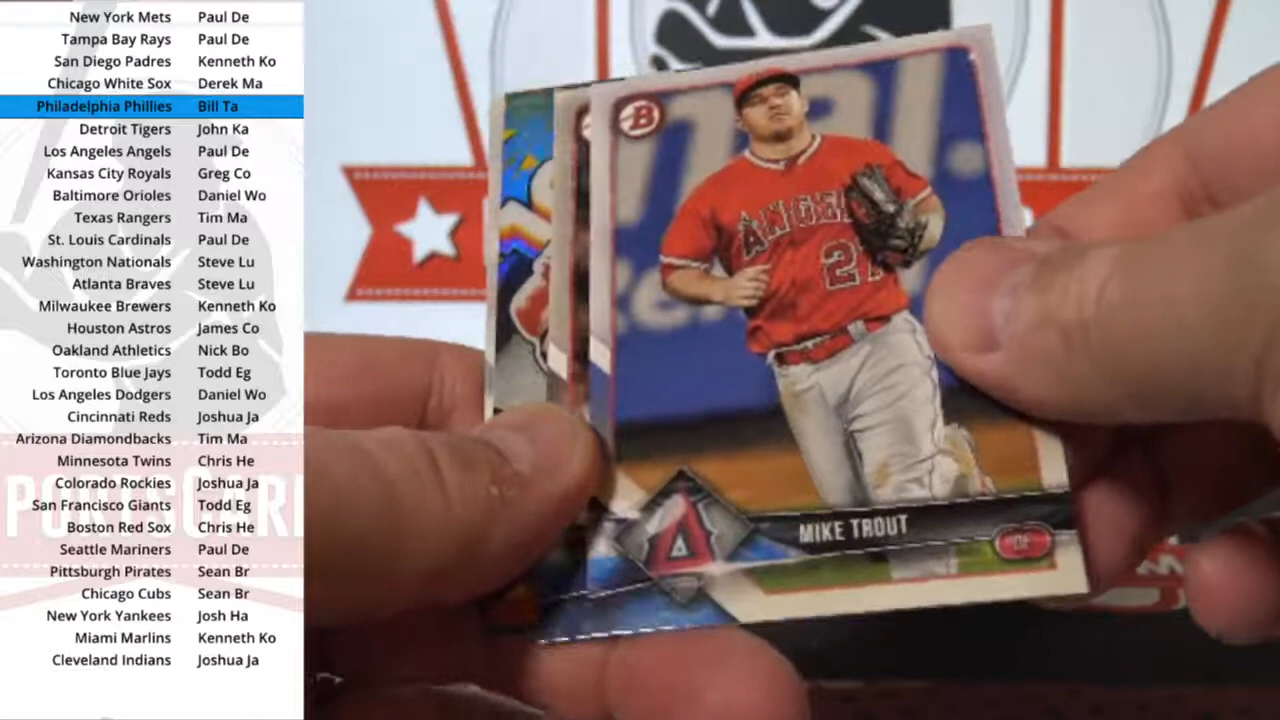 New York Mets Paul De
Tampa Bay Rays Paul De
San Diego Padres Kenneth Ko
Chicago White Sox Derek Ma
Philadelphia Phillies Bill Ta
Detroit Tigers John Ka
Los Angeles Angels Paul De
Kansas City Royals Greg Co
Baltimore Orioles Daniel Wo
Texas Rangers Tim Ma
St. Louis Cardinals Paul De
Washington Nationals Steve Lu
Atlanta Braves Steve Lu
Milwaukee Brewers Kenneth Ko
Houston Astros James Co
Oakland Athletics Nick Bo
Toronto Blue Jays Todd Eg
Los Angeles Dodgers Daniel Wo
Cincinnati Reds Joshua Ja
Arizona Diamondbacks Tim Ma
Minnesota Twins Chris He
Colorado Rockies Joshua Ja
San Francisco Giants Todd Eg
Boston Red Sox Chris He
Seattle Mariners Paul De
Pittsburgh Pirates Sean Br
Chicago Cubs Sean Br
New York Yankees Josh Ha
Miami Marlins Kenneth Ko
Cleveland Indians Joshua Ja
B
ANGE
27
A
MIKE TROUT
OF